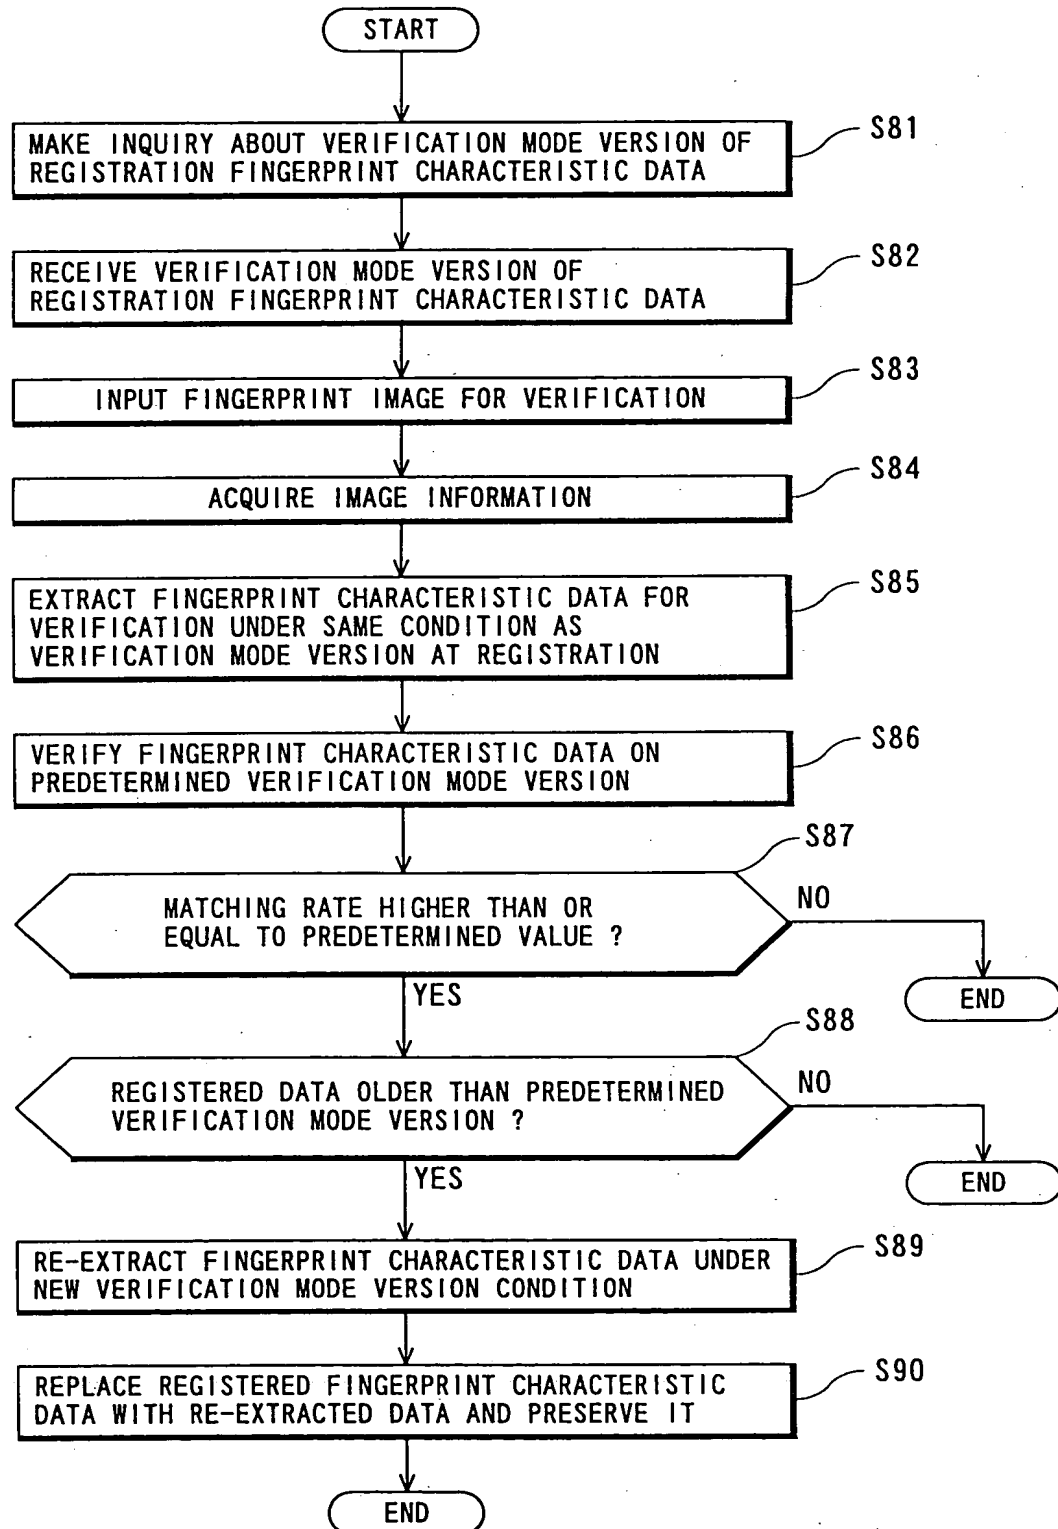 START
S81
MAKE INQUIRY ABOUT VERIFICATION MODE VERSION OF
REGISTRATION FINGERPRINT CHARACTERISTIC DATA
S82
RECEIVE VERIFICATION MODE VERSION OF
REGISTRATION FINGERPRINT CHARACTERISTIC DATA
S83
INPUT FINGERPRINT IMAGE FOR VERIFICATION
S84
ACQUIRE IMAGE INFORMATION
S85
EXTRACT FINGERPRINT CHARACTERISTIC DATA FOR
VERIFICATION UNDER SAME CONDITION AS
VERIFICATION MODE VERSION AT REGISTRATION
S86
VERIFY FINGERPRINT CHARACTERISTIC DATA ON
PREDETERMINED VERIFICATION MODE VERSION
S87
MATCHING RATE HIGHER THAN OR
EQUAL TO PREDETERMINED VALUE ?
NO
END
YES
S88
REGISTERED DATA OLDER THAN PREDETERMINED
VERIFICATION MODE VERSION ?
NO
END
YES
S89
RE-EXTRACT FINGERPRINT CHARACTERISTIC DATA UNDER
NEW VERIFICATION MODE VERSION CONDITION
S90
REPLACE REGISTERED FINGERPRINT CHARACTERISTIC
DATA WITH RE-EXTRACTED DATA AND PRESERVE IT
END